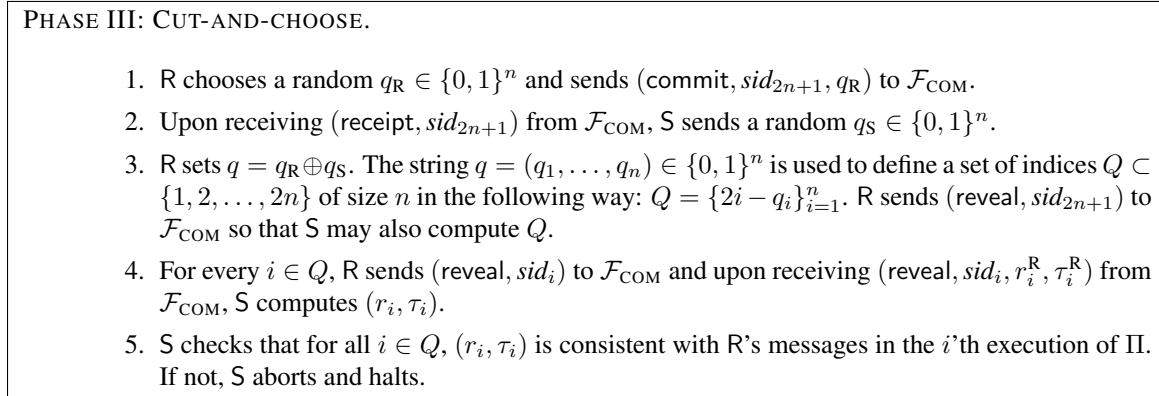 PHASE III: CUT-AND-CHOOSE.
1. R chooses a random q_R ∈ {0, 1}^n and sends (commit, sid_{2n+1}, q_R) to F_COM.
2. Upon receiving (receipt, sid_{2n+1}) from F_COM, S sends a random q_S ∈ {0, 1}^n.
3. R sets q = q_R⊕q_S. The string q = (q_1, . . . , q_n) ∈ {0, 1}^n is used to define a set of indices Q ⊂
{1, 2, . . . , 2n} of size n in the following way: Q = {2i − q_i}_{i=1}^n. R sends (reveal, sid_{2n+1}) to
F_COM so that S may also compute Q.
4. For every i ∈ Q, R sends (reveal, sid_i) to F_COM and upon receiving (reveal, sid_i, r_i^R, τ_i^R) from
F_COM, S computes (r_i, τ_i).
5. S checks that for all i ∈ Q, (r_i, τ_i) is consistent with R's messages in the i'th execution of Π.
If not, S aborts and halts.